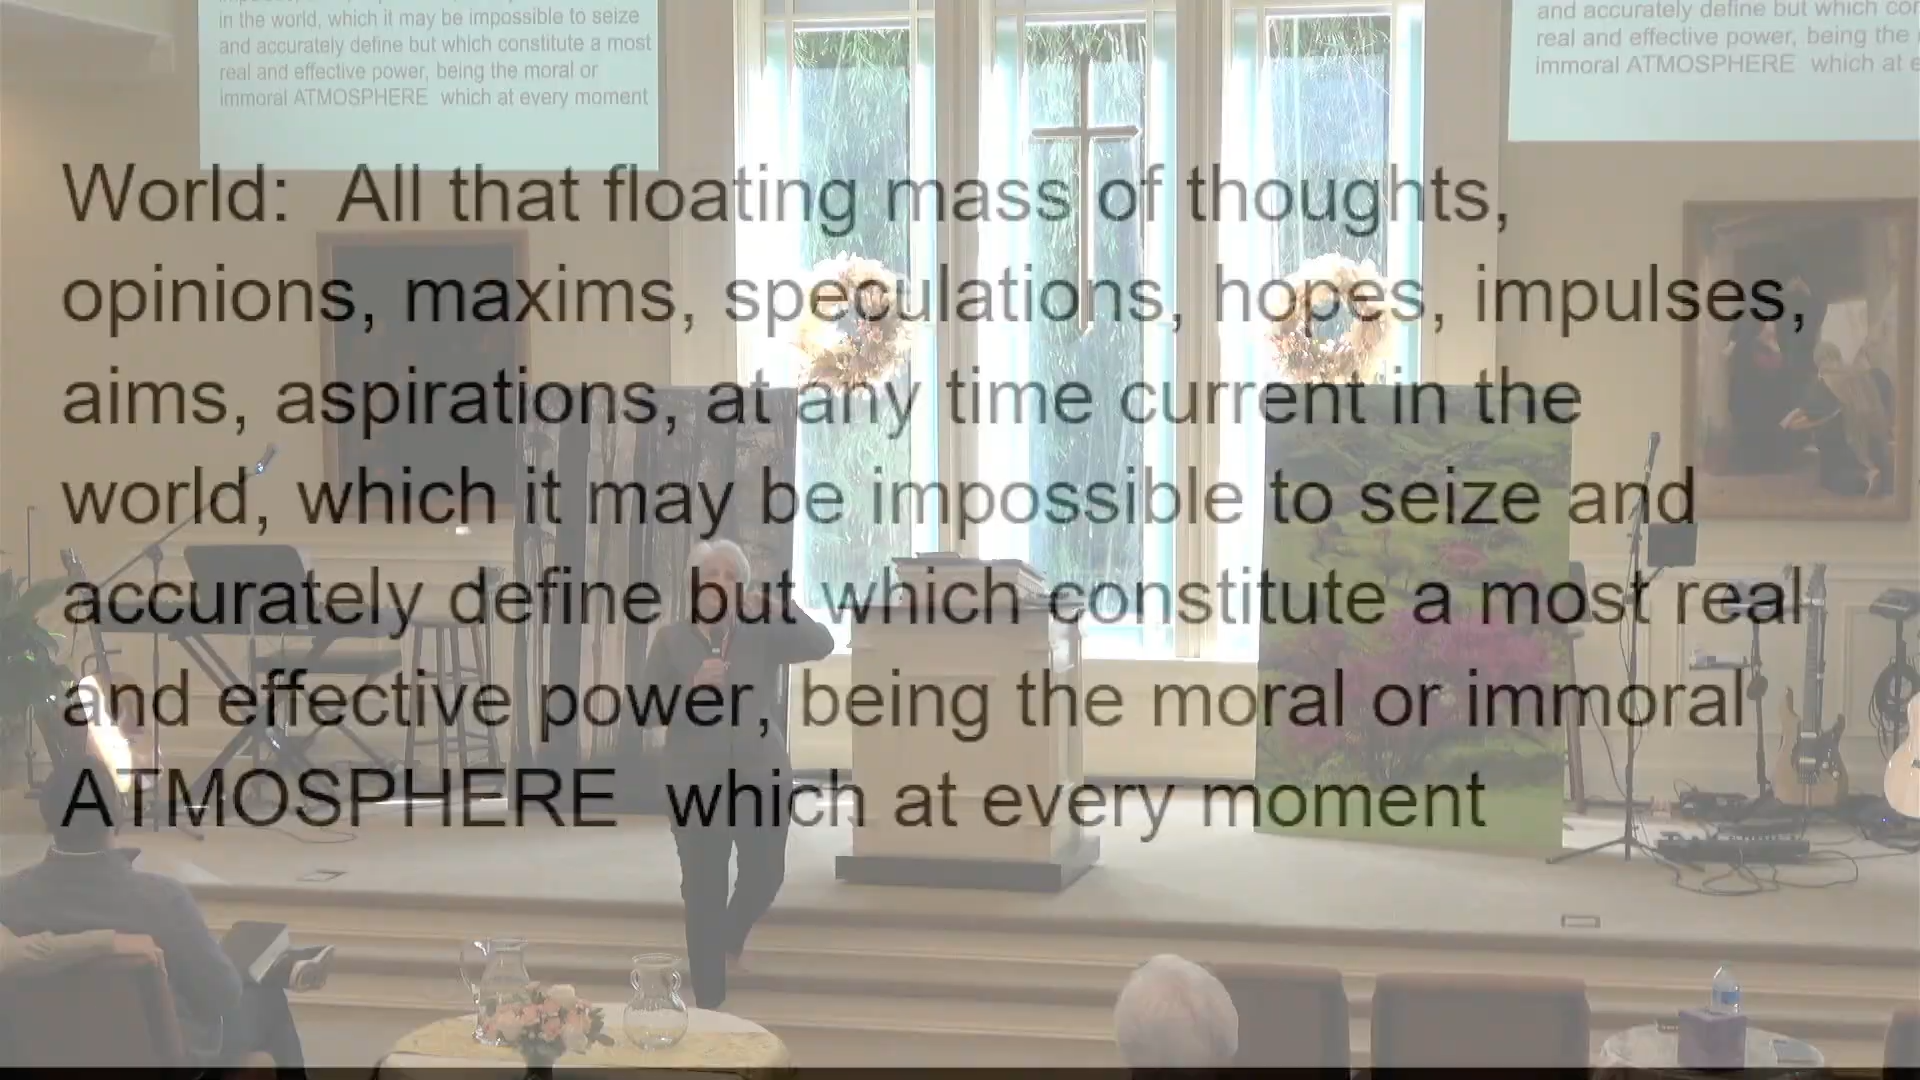 in the world, which it may be impossible to seize
and accurately define but which constitute a most
real and effective power, being the moral or
immoral ATMOSPHERE which at every moment
and accurately define but which
real and effective power, being the
immoral ATMOSPHERE which at
World: All that floating mass of thoughts,
opinions, maxims, speculations, hopes, impulses,
aims, aspirations, at any time current in the
world, which it may be impossible to seize and
accurately define but which constitute a most real
and effective power, being the moral or immoral
ATMOSPHERE which at every moment